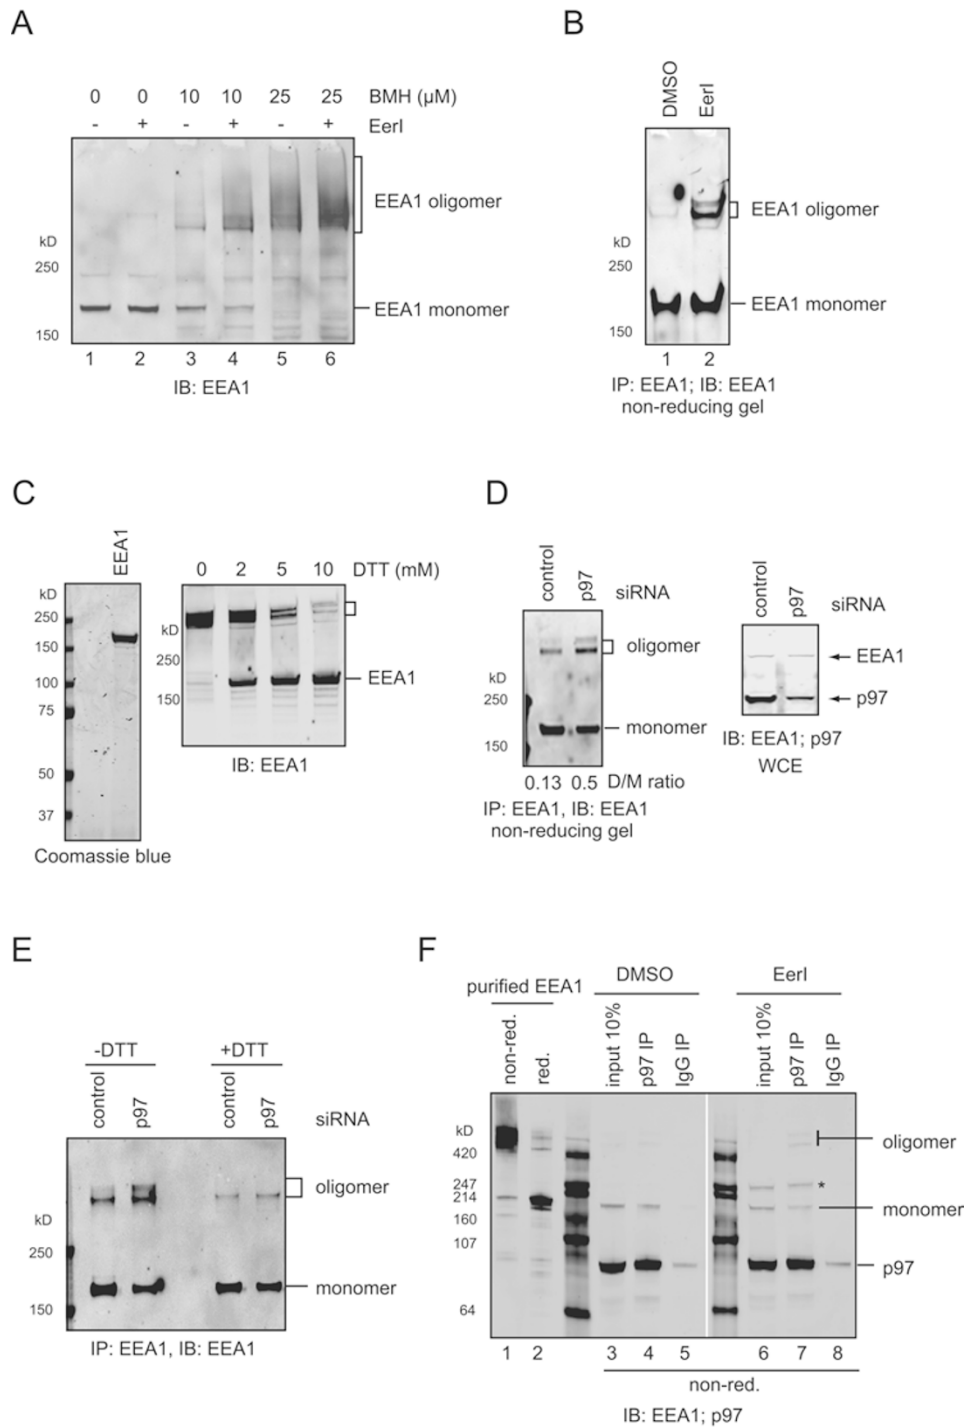 A
0 0 10 10 25 25 BMH (µM)
- + - + - + EerI
EEA1 oligomer
kD
250
EEA1 monomer
150
1 2 3 4 5 6
IB: EEA1
B
DMSO
EerI
EEA1 oligomer
kD
250
EEA1 monomer
150
1 2
IP: EEA1; IB: EEA1
non-reducing gel
C
EEA1
kD
250
150
100
75
50
37
Coomassie blue
0 2 5 10 DTT (mM)
kD
250
EEA1
150
IB: EEA1
D
control
p97
siRNA
oligomer
kD
250
monomer
150
0.13 0.5 D/M ratio
IP: EEA1, IB: EEA1
non-reducing gel
control
p97
siRNA
EEA1
p97
IB: EEA1; p97
WCE
E
-DTT +DTT
control
p97
control
p97
siRNA
oligomer
kD
250
monomer
150
IP: EEA1, IB: EEA1
F
purified EEA1
DMSO
EerI
non-red.
red.
input 10%
p97 IP
IgG IP
input 10%
p97 IP
IgG IP
kD
oligomer
420
247
*
214
monomer
160
107
p97
64
1 2 3 4 5 6 7 8
non-red.
IB: EEA1; p97